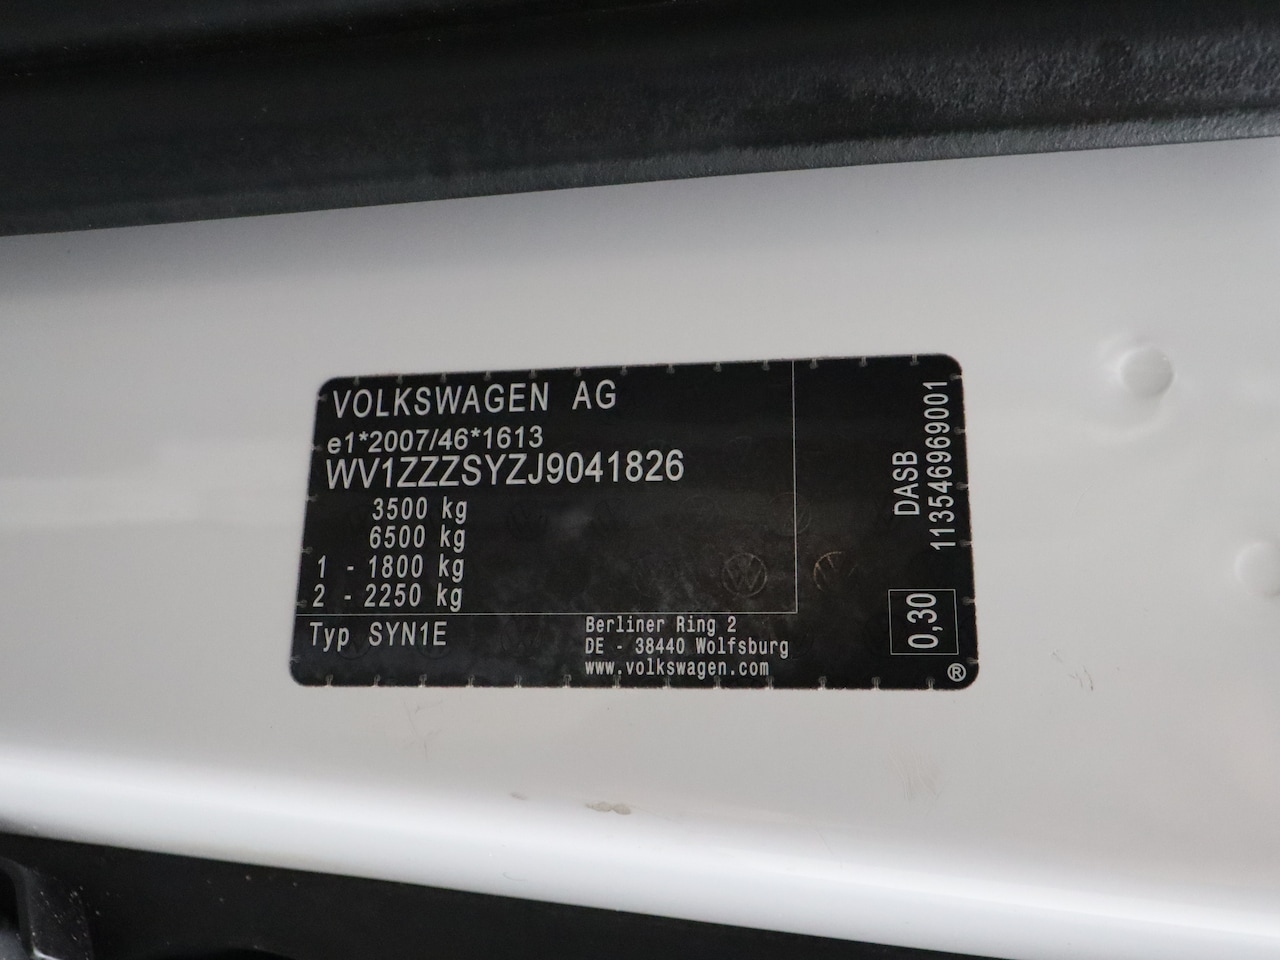 VOLKSWAGEN AG
e1*2007/46*1613
WV1ZZZSYZJ9041826
3500 kg
6500 kg
1 - 1800 kg
2 - 2250 kg
Typ SYN1E
Berliner Ring 2
DE - 38440 Wolfsburg
www.volkswagen.com
DASB
113546969001
0,30
®